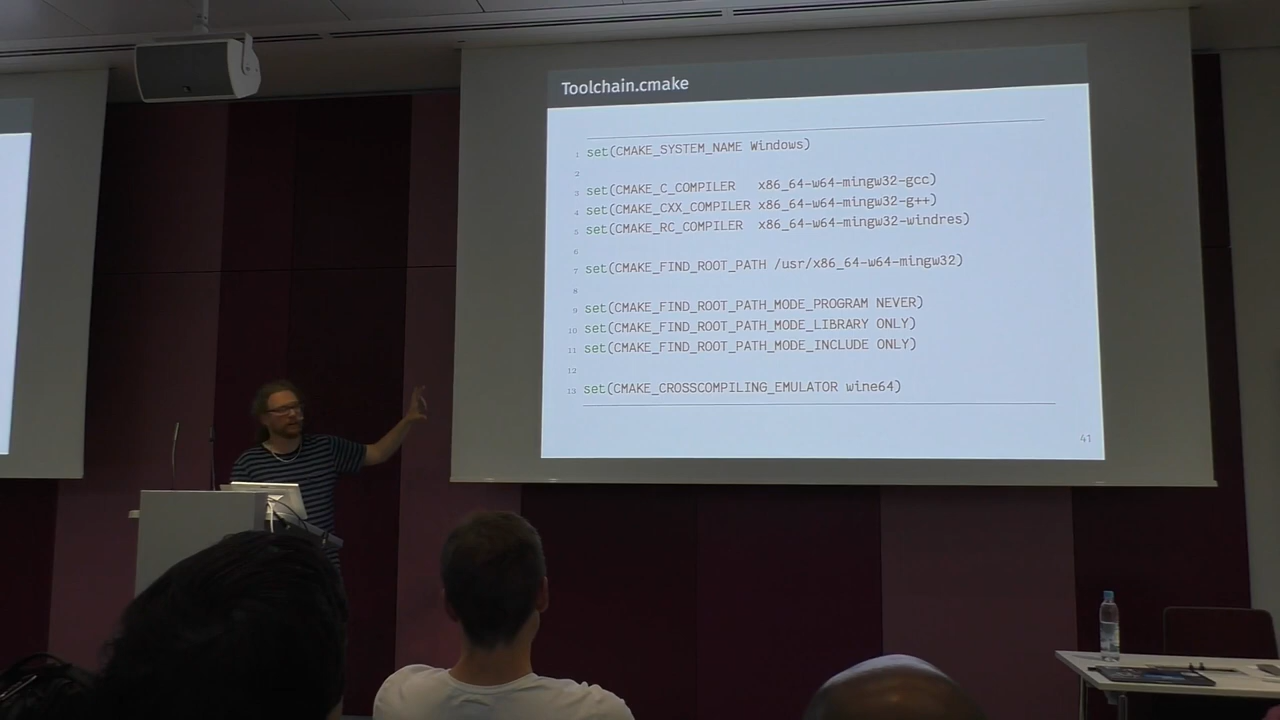 Toolchain.cmake
1 set(CMAKE_SYSTEM_NAME Windows)
2
3 set(CMAKE_C_COMPILER   x86_64-w64-mingw32-gcc)
4 set(CMAKE_CXX_COMPILER x86_64-w64-mingw32-g++)
5 set(CMAKE_RC_COMPILER  x86_64-w64-mingw32-windres)
6
7 set(CMAKE_FIND_ROOT_PATH /usr/x86_64-w64-mingw32)
8
9 set(CMAKE_FIND_ROOT_PATH_MODE_PROGRAM NEVER)
10 set(CMAKE_FIND_ROOT_PATH_MODE_LIBRARY ONLY)
11 set(CMAKE_FIND_ROOT_PATH_MODE_INCLUDE ONLY)
12
13 set(CMAKE_CROSSCOMPILING_EMULATOR wine64)
41